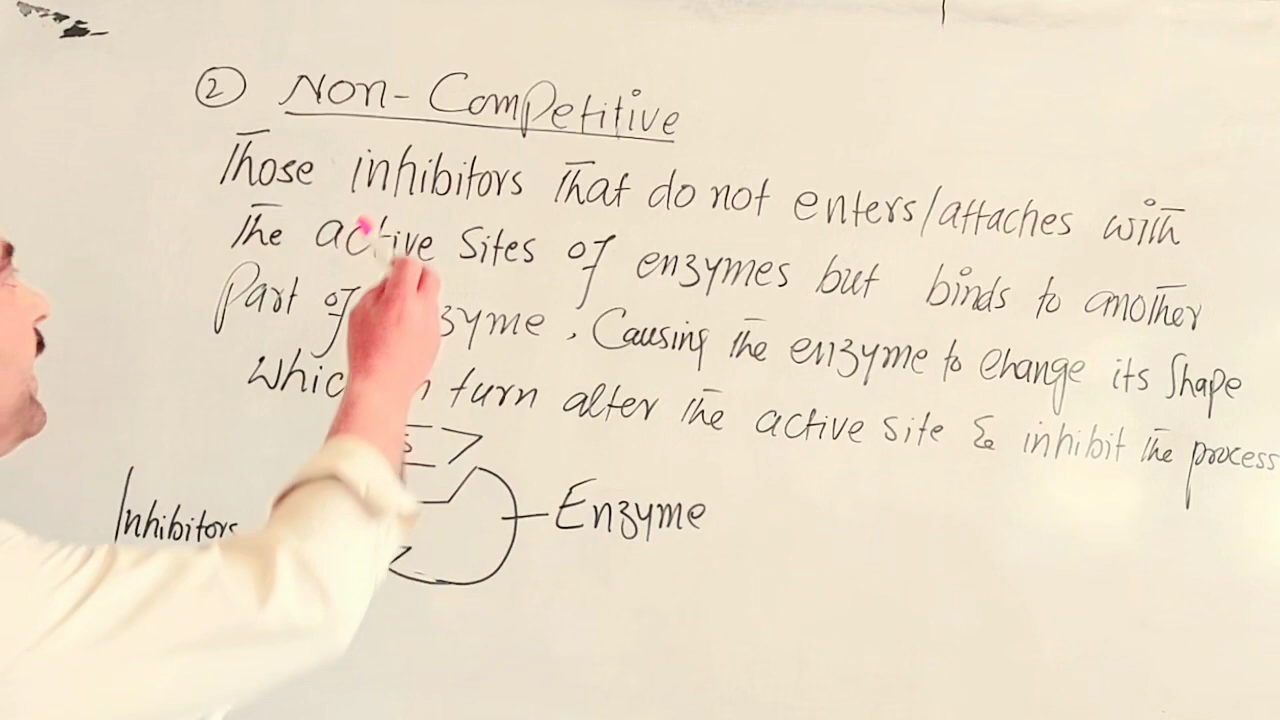 ② Non-Competitive
Those inhibitors that do not enters/attaches with
the active sites of enzymes but binds to another
Part of , Causing the enzyme to change its shape
turn alter the active site & inhibit the process
S
Inhibitors
Enzyme